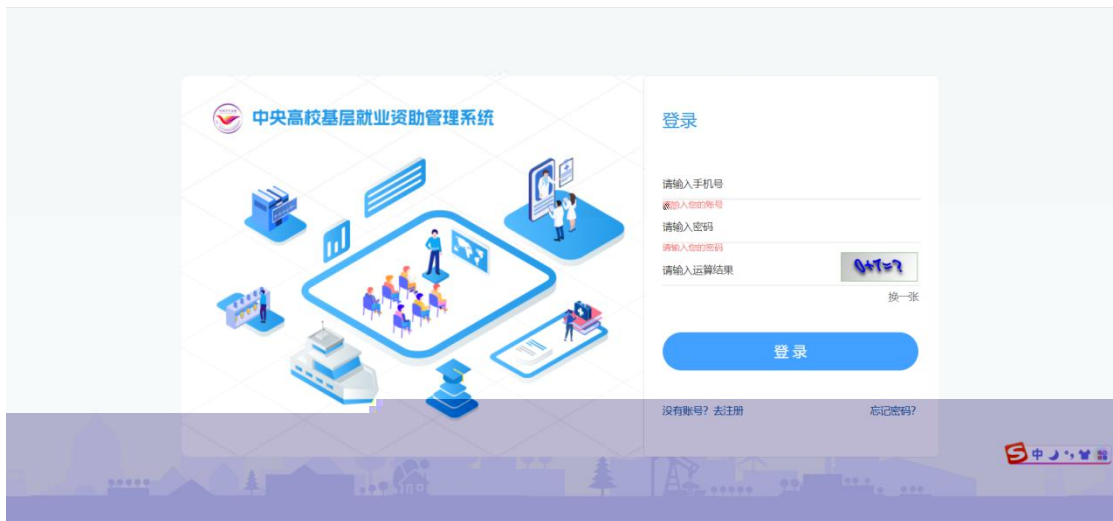 中央高校基层就业资助管理系统
登录
请输入手机号
请输入您的账号
请输入密码
请输入您的密码
请输入运算结果
0+7=?
换一张
登录
没有账号？去注册
忘记密码?
中